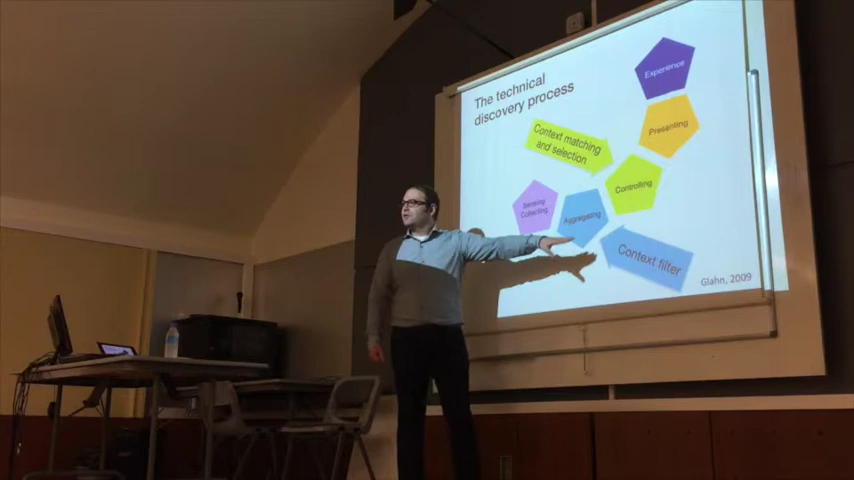 The technical
discovery process
Experience
Presenting
Context matching
and selection
Controlling
Sensing
Collecting
Aggregating
Context filter
Glahn, 2009